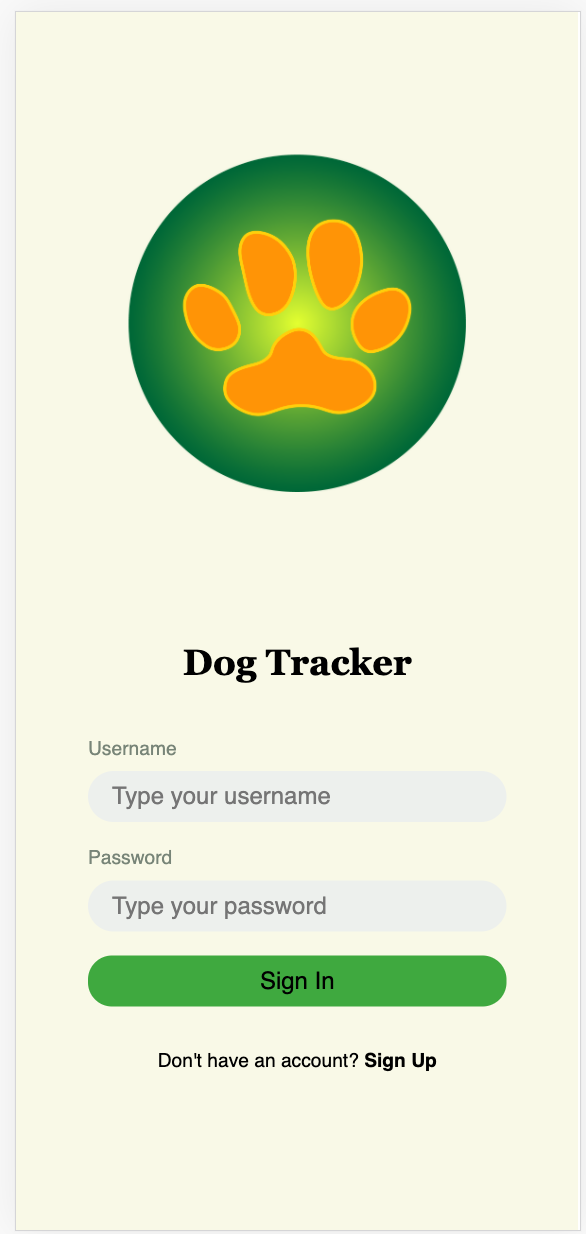 Dog Tracker
Username
Type your username
Password
Type your password
Sign In
Don't have an account? Sign Up